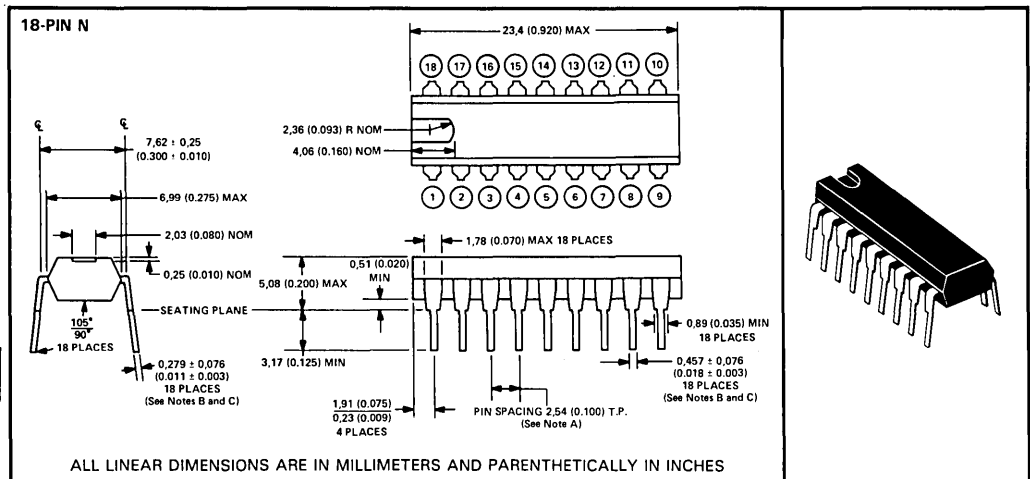 18-PIN N
23,4 (0.920) MAX
18 17 16 15 14 13 12 11 10
2,36 (0.093) R NOM
4,06 (0.160) NOM
1 2 3 4 5 6 7 8 9
℄ ℄
7,62 ± 0,25
(0.300 ± 0.010)
6,99 (0.275) MAX
2,03 (0.080) NOM
0,25 (0.010) NOM
SEATING PLANE
105°
90°
18 PLACES
0,279 ± 0,076
(0.011 ± 0.003)
18 PLACES
(See Notes B and C)
1,78 (0.070) MAX 18 PLACES
0,51 (0.020)
MIN
5,08 (0.200) MAX
3,17 (0.125) MIN
0,89 (0.035) MIN
18 PLACES
0,457 ± 0,076
(0.018 ± 0.003)
18 PLACES
(See Notes B and C)
1,91 (0.075)
0,23 (0.009)
4 PLACES
PIN SPACING 2,54 (0.100) T.P.
(See Note A)
ALL LINEAR DIMENSIONS ARE IN MILLIMETERS AND PARENTHETICALLY IN INCHES